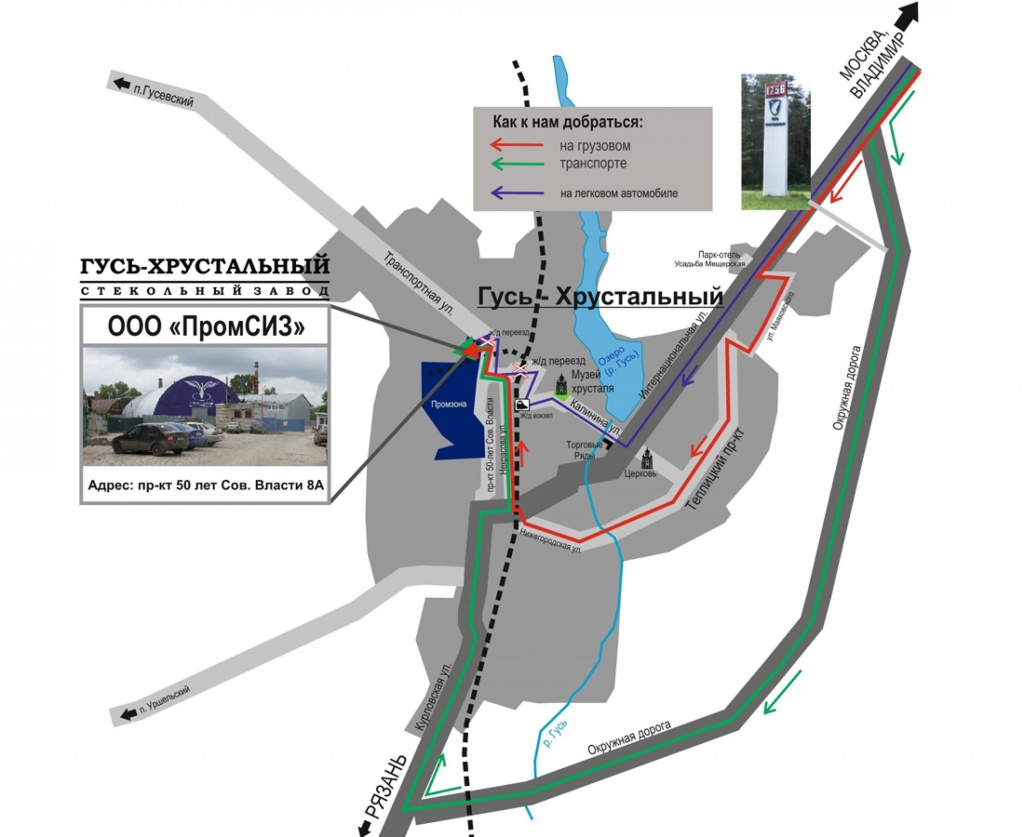 МОСКВА,
ВЛАДИМИР
п.Гусевский
1756
Как к нам добраться:
на грузовом
транспорте
на легковом автомобиле
Парк-отель
Усадьба Мещерская
ГУСЬ-ХРУСТАЛЬНЫЙ
СТЕКОЛЬНЫЙ ЗАВОД
ООО «ПромСИЗ»
Адрес: пр-кт 50 лет Сов. Власти 8А
Транспортная ул.
Гусь - Хрустальный
ул. Маяковского
Интернациональная ул.
ж/д переезд
ж/д переезд
Озеро
(р. Гусь)
Окружная дорога
Музей
хрусталя
Промзона
Калинина ул.
Ж/д вокзал
пр-кт 50-лет Сов. Власти
Некрасова ул.
Торговые
Ряды
Церковь
Теплицкий пр-кт
Нижегородская ул.
п. Уршельский
Курловская ул.
р. Гусь
Окружная дорога
РЯЗАНЬ